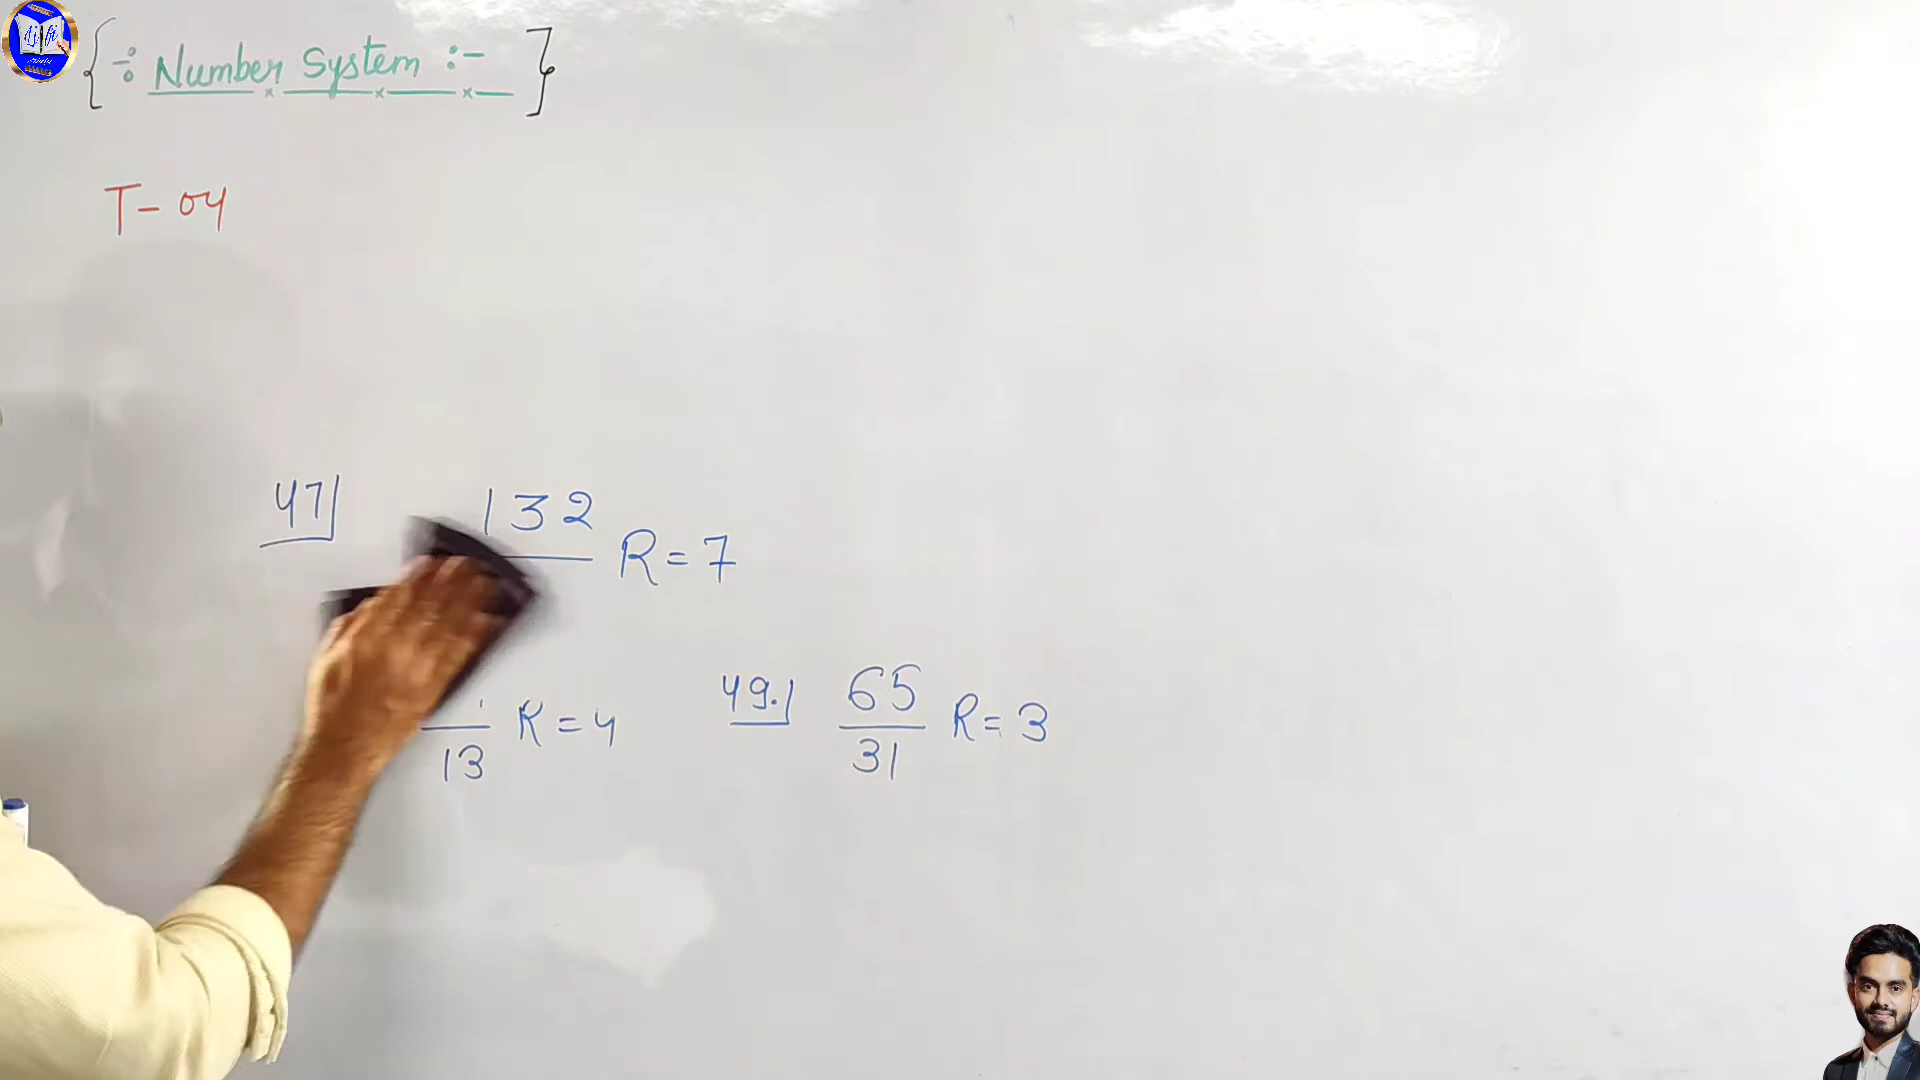 { ÷ Number System :- }
T- 04
47 132 R = 7
13 R = 4 49. 65/31 R = 3